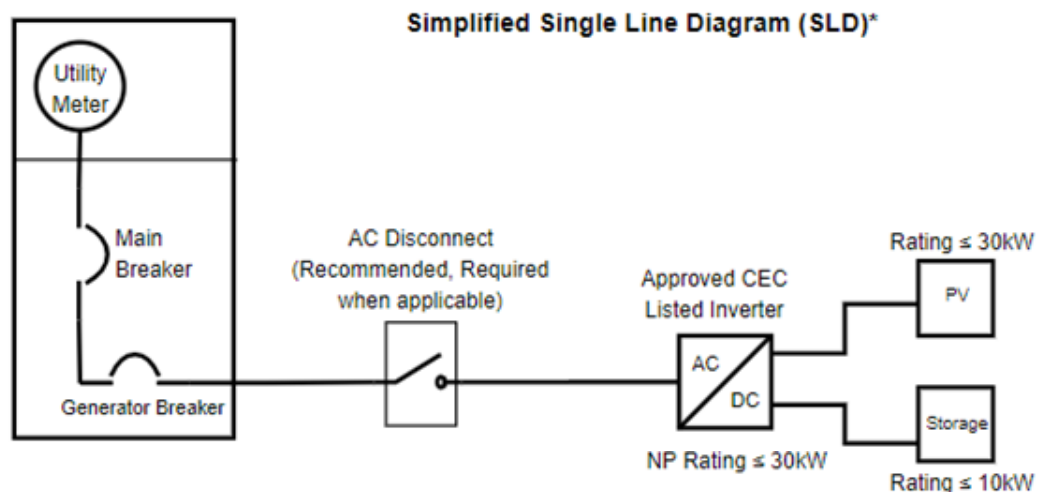 Simplified Single Line Diagram (SLD)*
Utility
Meter
Main
Breaker
Generator Breaker
AC Disconnect
(Recommended, Required
when applicable)
Approved CEC
Listed Inverter
AC
DC
NP Rating ≤ 30kW
Rating ≤ 30kW
PV
Storage
Rating ≤ 10kW